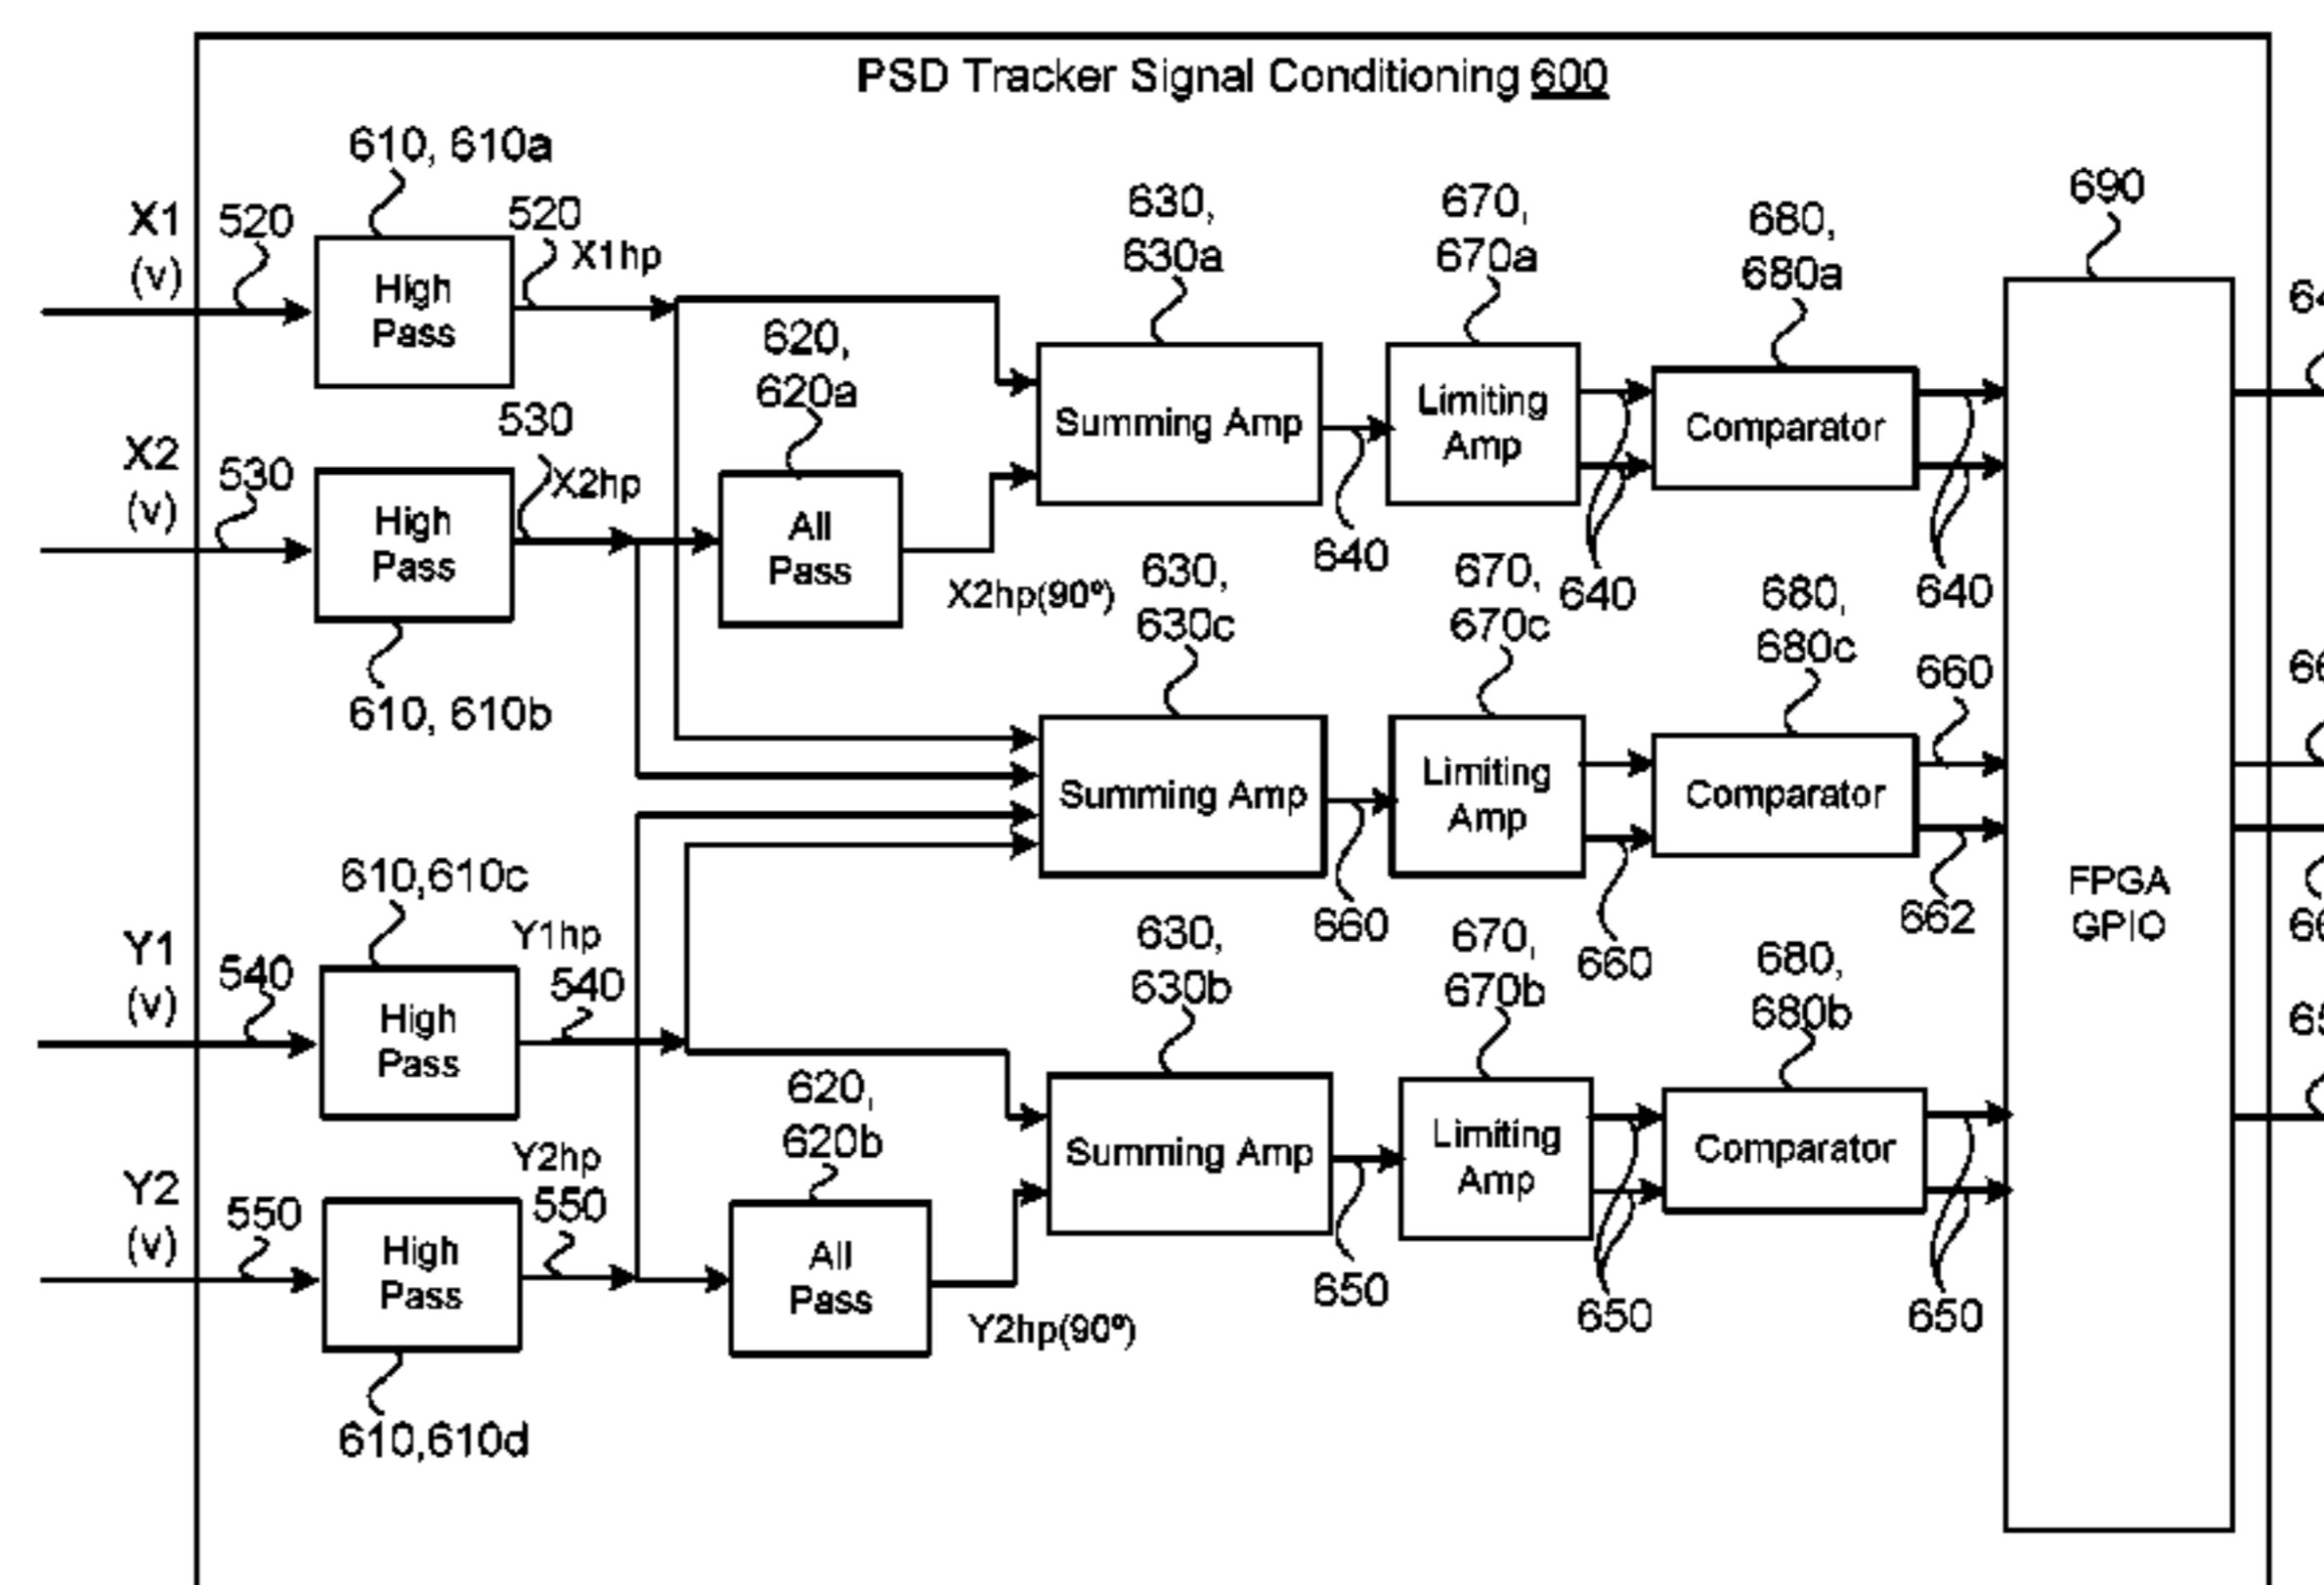 PSD Tracker Signal Conditioning 600
610, 610a
X1
(v)
520
High
Pass
520
X1hp
X2
(v)
530
High
Pass
530
X2hp
610, 610b
620,
620a
All
Pass
X2hp(90º)
630,
630a
Summing Amp
640
670,
670a
Limiting
Amp
640
680,
680a
Comparator
640
690
FPGA
GPIO
630,
630c
Summing Amp
660
670,
670c
Limiting
Amp
660
680,
680c
Comparator
660
662
610,610c
Y1
(v)
540
High
Pass
Y1hp
540
Y2
(v)
550
High
Pass
Y2hp
550
610,610d
620,
620b
All
Pass
Y2hp(90º)
630,
630b
Summing Amp
650
670,
670b
Limiting
Amp
650
680,
680b
Comparator
650